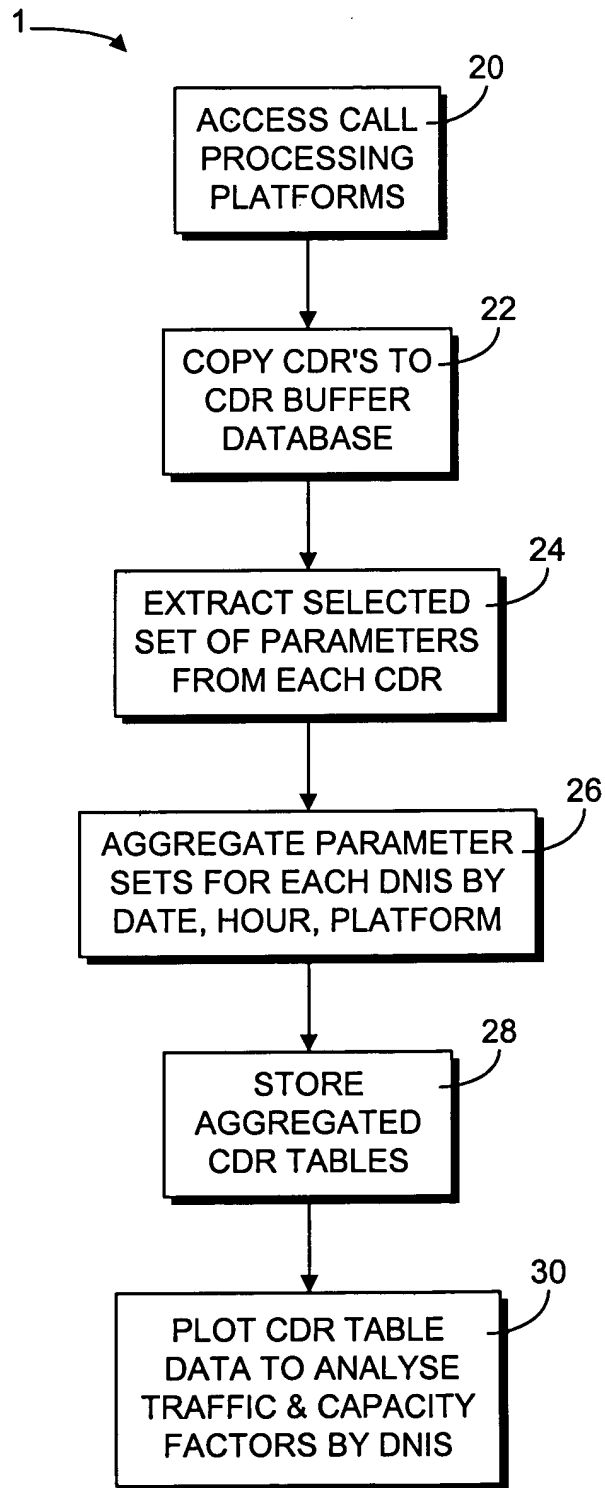 1
20
ACCESS CALL
PROCESSING
PLATFORMS
22
COPY CDR'S TO
CDR BUFFER
DATABASE
24
EXTRACT SELECTED
SET OF PARAMETERS
FROM EACH CDR
26
AGGREGATE PARAMETER
SETS FOR EACH DNIS BY
DATE, HOUR, PLATFORM
28
STORE
AGGREGATED
CDR TABLES
30
PLOT CDR TABLE
DATA TO ANALYSE
TRAFFIC & CAPACITY
FACTORS BY DNIS